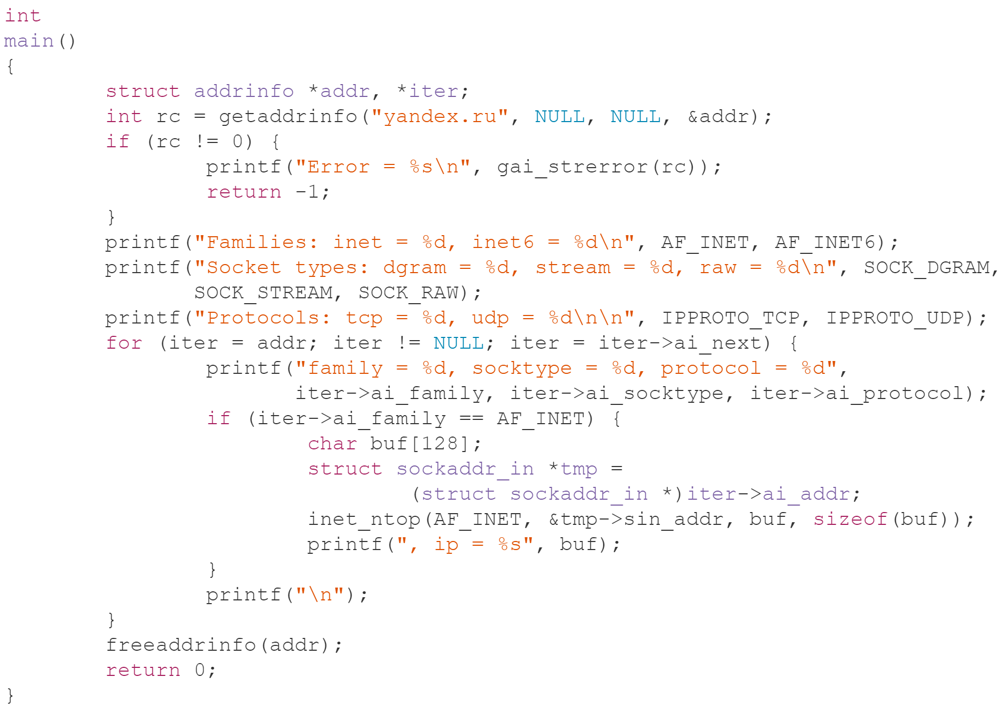 int
main()
{
        struct addrinfo *addr, *iter;
        int rc = getaddrinfo("yandex.ru", NULL, NULL, &addr);
        if (rc != 0) {
                printf("Error = %s\n", gai_strerror(rc));
                return -1;
        }
        printf("Families: inet = %d, inet6 = %d\n", AF_INET, AF_INET6);
        printf("Socket types: dgram = %d, stream = %d, raw = %d\n", SOCK_DGRAM,
               SOCK_STREAM, SOCK_RAW);
        printf("Protocols: tcp = %d, udp = %d\n\n", IPPROTO_TCP, IPPROTO_UDP);
        for (iter = addr; iter != NULL; iter = iter->ai_next) {
                printf("family = %d, socktype = %d, protocol = %d",
                       iter->ai_family, iter->ai_socktype, iter->ai_protocol);
                if (iter->ai_family == AF_INET) {
                        char buf[128];
                        struct sockaddr_in *tmp =
                                (struct sockaddr_in *)iter->ai_addr;
                        inet_ntop(AF_INET, &tmp->sin_addr, buf, sizeof(buf));
                        printf(", ip = %s", buf);
                }
                printf("\n");
        }
        freeaddrinfo(addr);
        return 0;
}